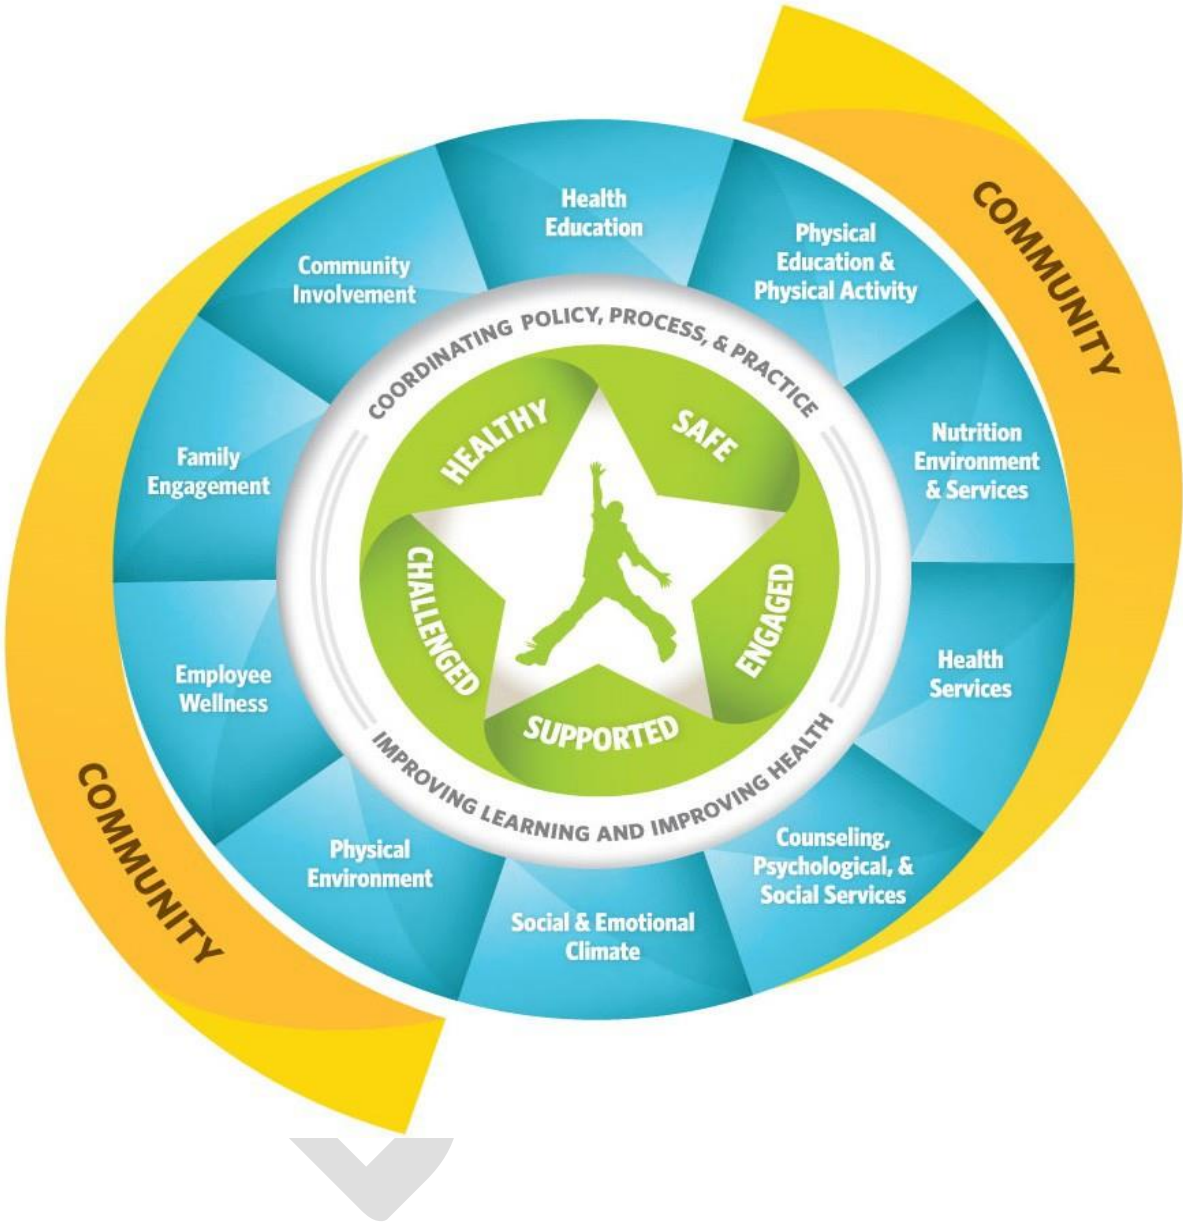 COMMUNITY
Health
Education
Physical
Education &
Physical Activity
Nutrition
Environment
& Services
Health
Services
Counseling,
Psychological, &
Social Services
Social & Emotional
Climate
Physical
Environment
Employee
Wellness
Family
Engagement
Community
Involvement
COORDINATING POLICY, PROCESS, & PRACTICE
IMPROVING LEARNING AND IMPROVING HEALTH
HEALTHY
SAFE
ENGAGED
SUPPORTED
CHALLENGED
COMMUNITY